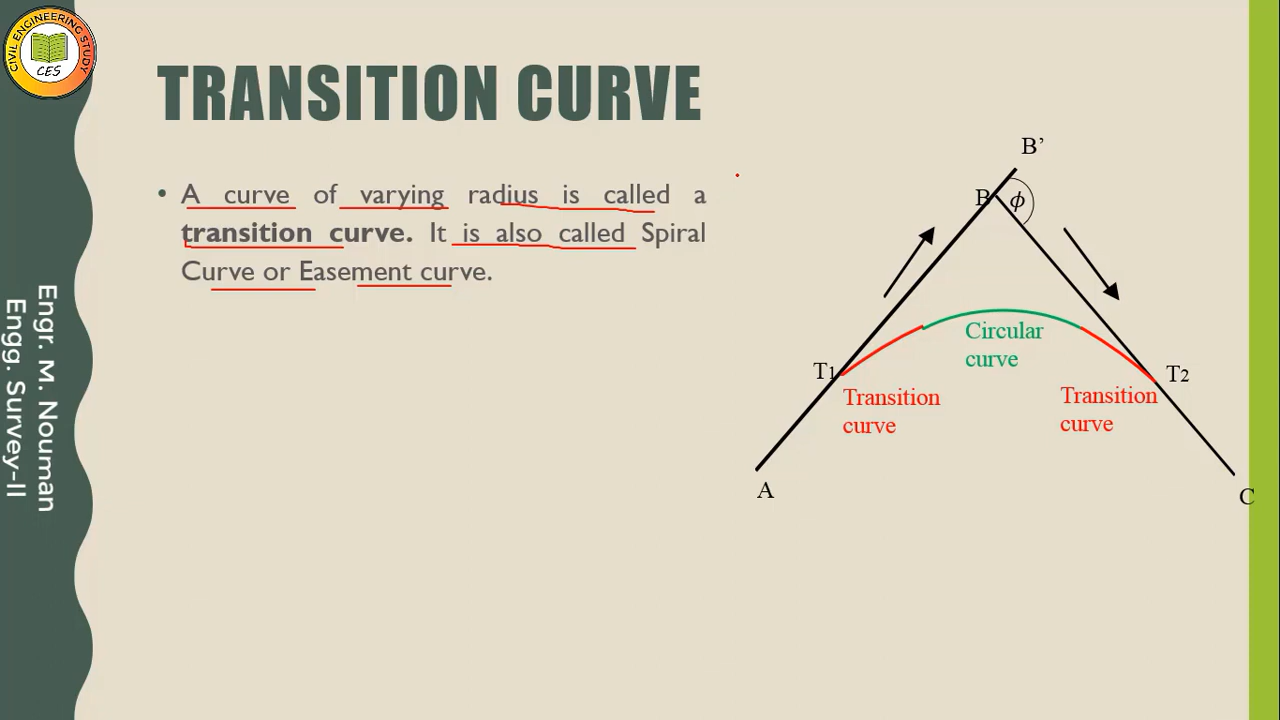 CIVIL ENGINEERING STUDY
CES
TRANSITION CURVE
• A curve of varying radius is called a
transition curve. It is also called Spiral
Curve or Easement curve.
Engr. M. Nouman
Engg. Survey-II
B’
B
ϕ
Circular
curve
T1
T2
Transition
curve
Transition
curve
A
C